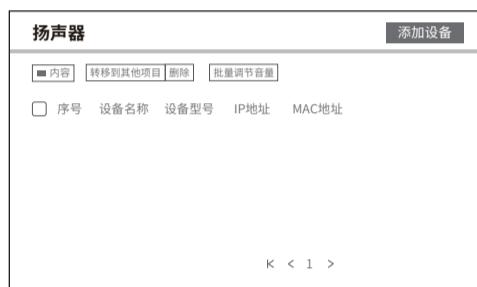 扬声器 添加设备
内容 转移到其他项目 删除 批量调节音量
序号 设备名称 设备型号 IP地址 MAC地址
K < 1 >